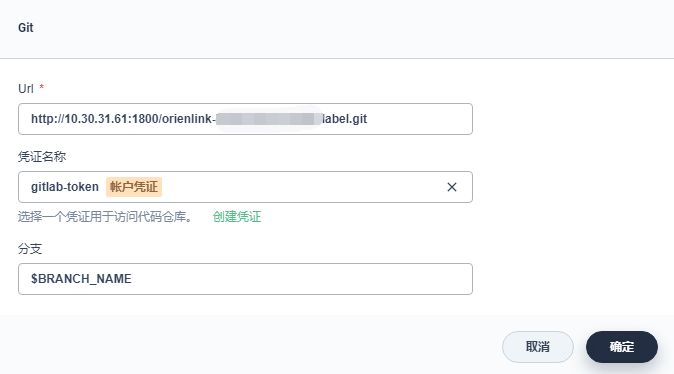 Git
Url *
http://10.30.31.61:1800/orienlink-label.git
凭证名称
gitlab-token 帐户凭证
选择一个凭证用于访问代码仓库。 创建凭证
分支
$BRANCH_NAME
取消 确定